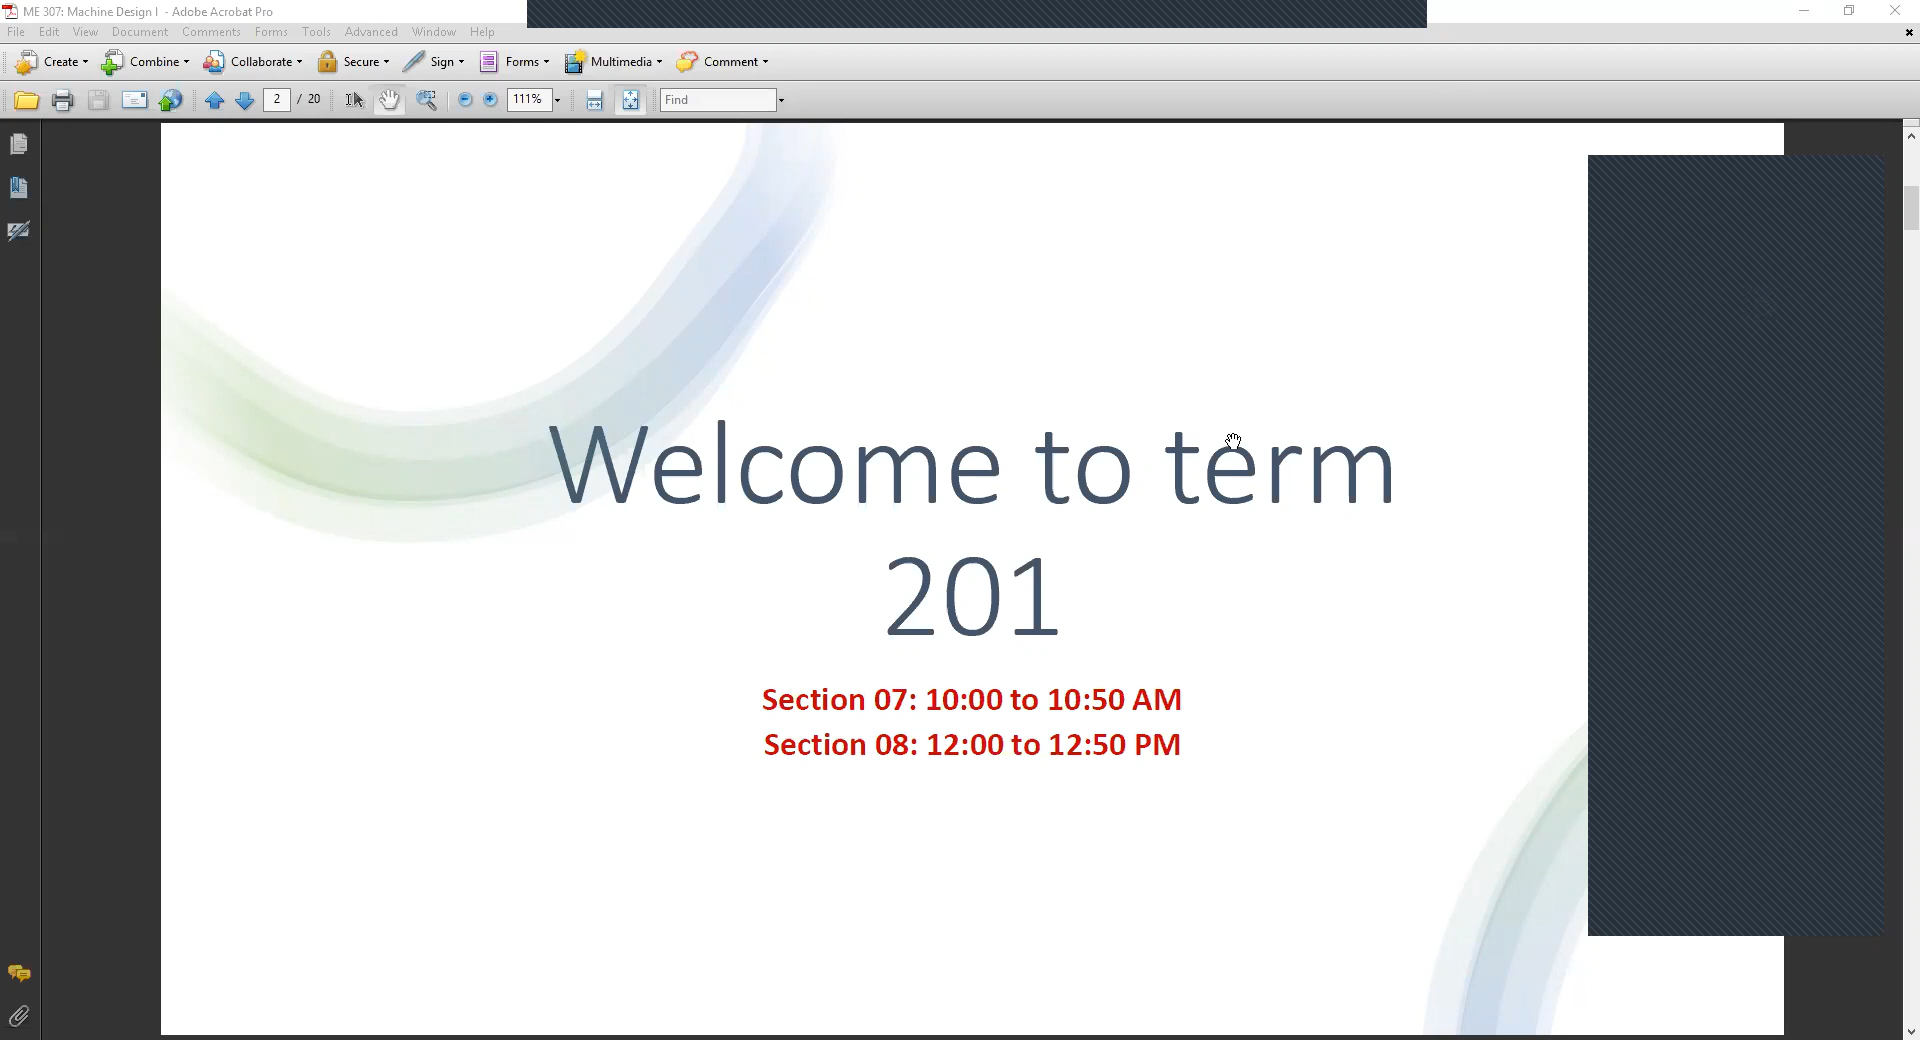 ME 307: Machine Design I - Adobe Acrobat Pro
File Edit View Document Comments Forms Tools Advanced Window Help
Create Combine Collaborate Secure Sign Forms Multimedia Comment
2 / 20 111% Find
Welcome to term
201
Section 07: 10:00 to 10:50 AM
Section 08: 12:00 to 12:50 PM